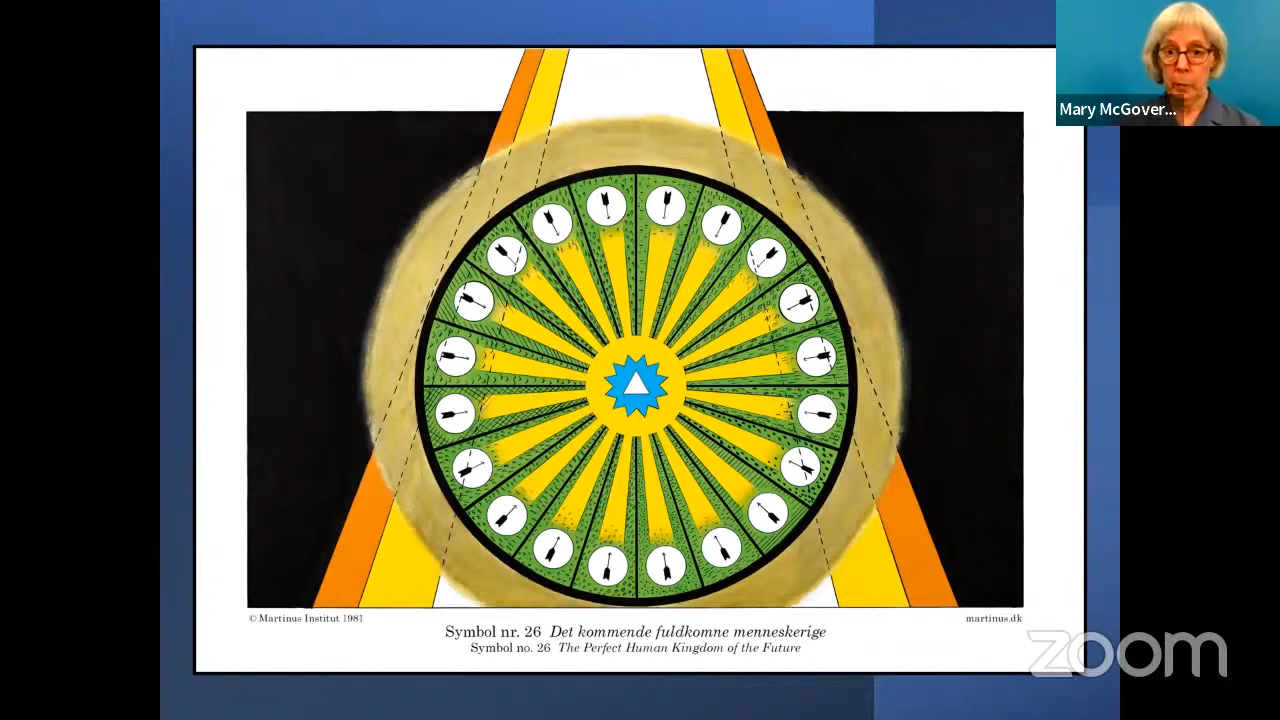 Mary McGover...
© Martinus Institut 1981
martinus.dk
Symbol nr. 26 Det kommende fuldkomne menneskerige
Symbol no. 26 The Perfect Human Kingdom of the Future
zoom